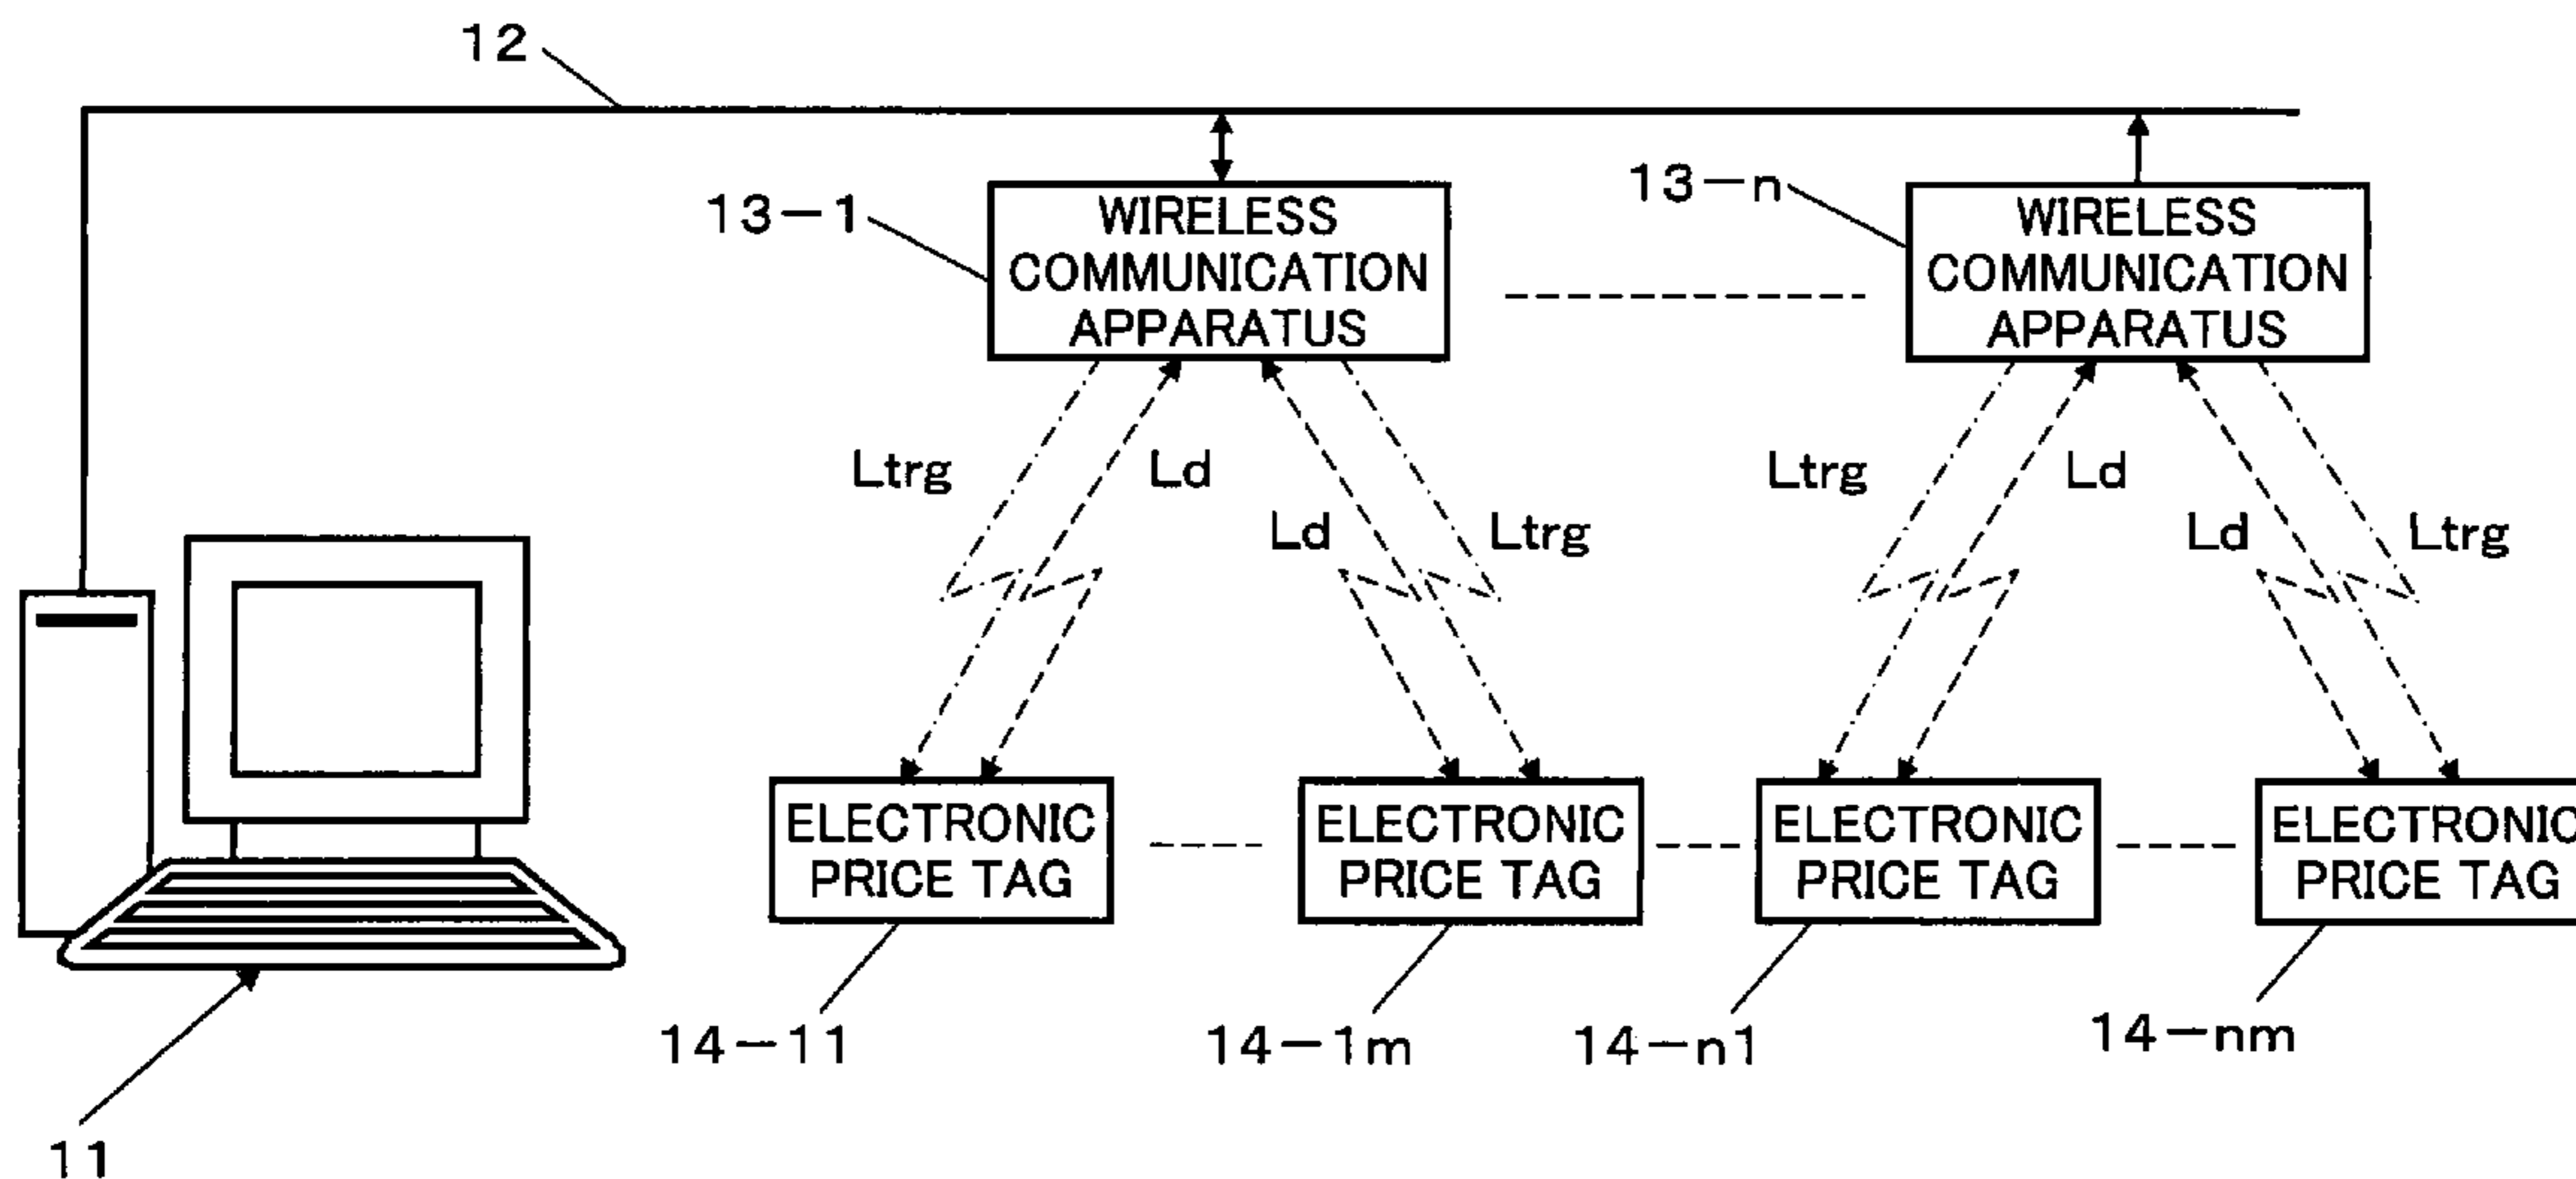 12
13-1
WIRELESS
COMMUNICATION
APPARATUS
13-n
WIRELESS
COMMUNICATION
APPARATUS
Ltrg
Ld
Ld
Ltrg
Ltrg
Ld
Ld
Ltrg
ELECTRONIC
PRICE TAG
ELECTRONIC
PRICE TAG
ELECTRONIC
PRICE TAG
ELECTRONIC
PRICE TAG
14-11
14-1m
14-n1
14-nm
11